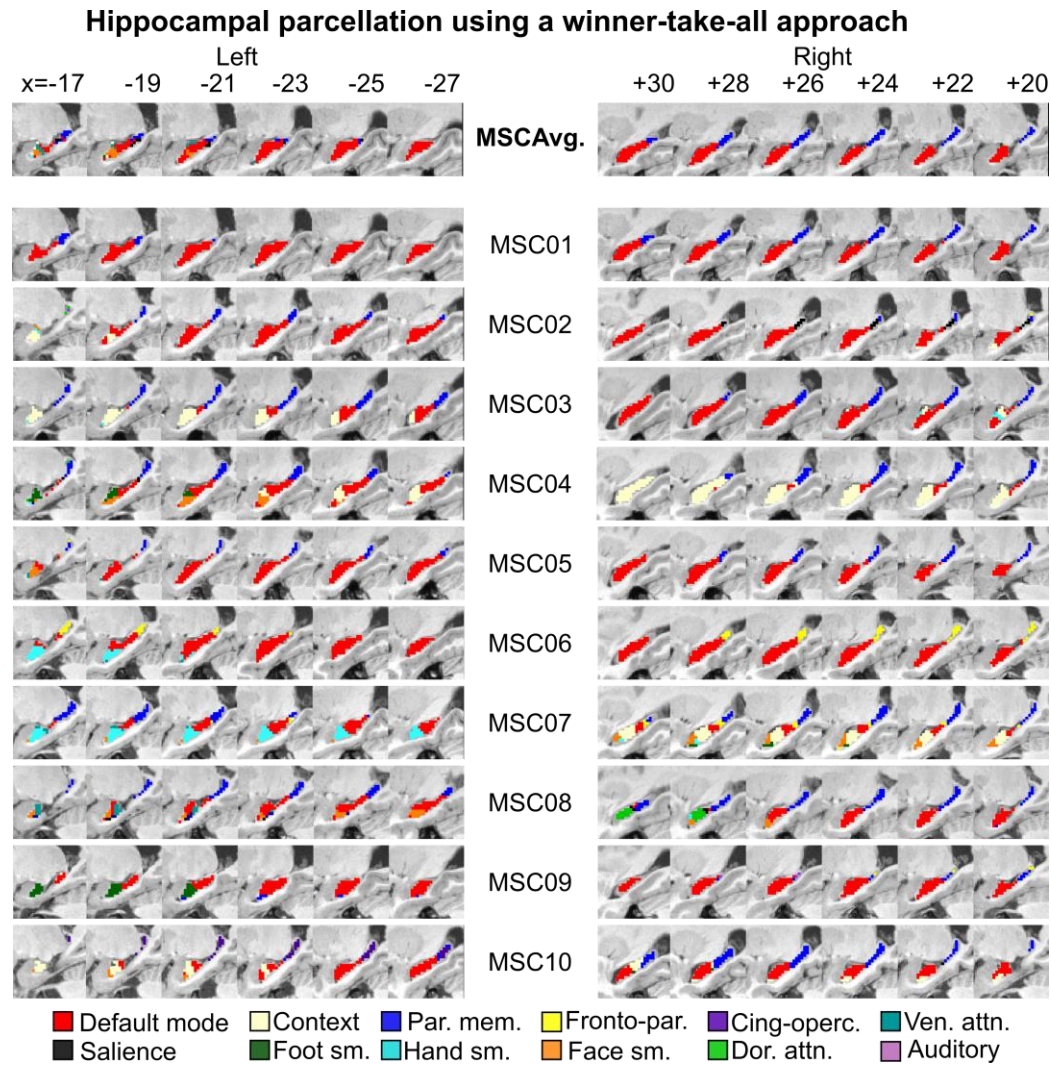 Hippocampal parcellation using a winner-take-all approach
Left Right
x=-17 -19 -21 -23 -25 -27 +30 +28 +26 +24 +22 +20
MSCAvg.
MSC01
MSC02
MSC03
MSC04
MSC05
MSC06
MSC07
MSC08
MSC09
MSC10
Default mode Context Par. mem. Fronto-par. Cing-operc. Ven. attn.
Salience Foot sm. Hand sm. Face sm. Dor. attn. Auditory